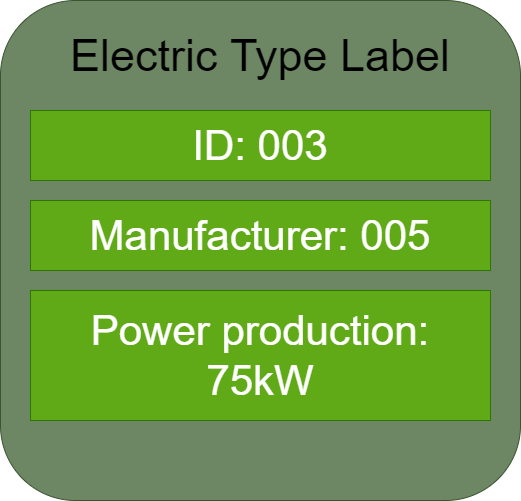 Electric Type Label
ID: 003
Manufacturer: 005
Power production:
75kW